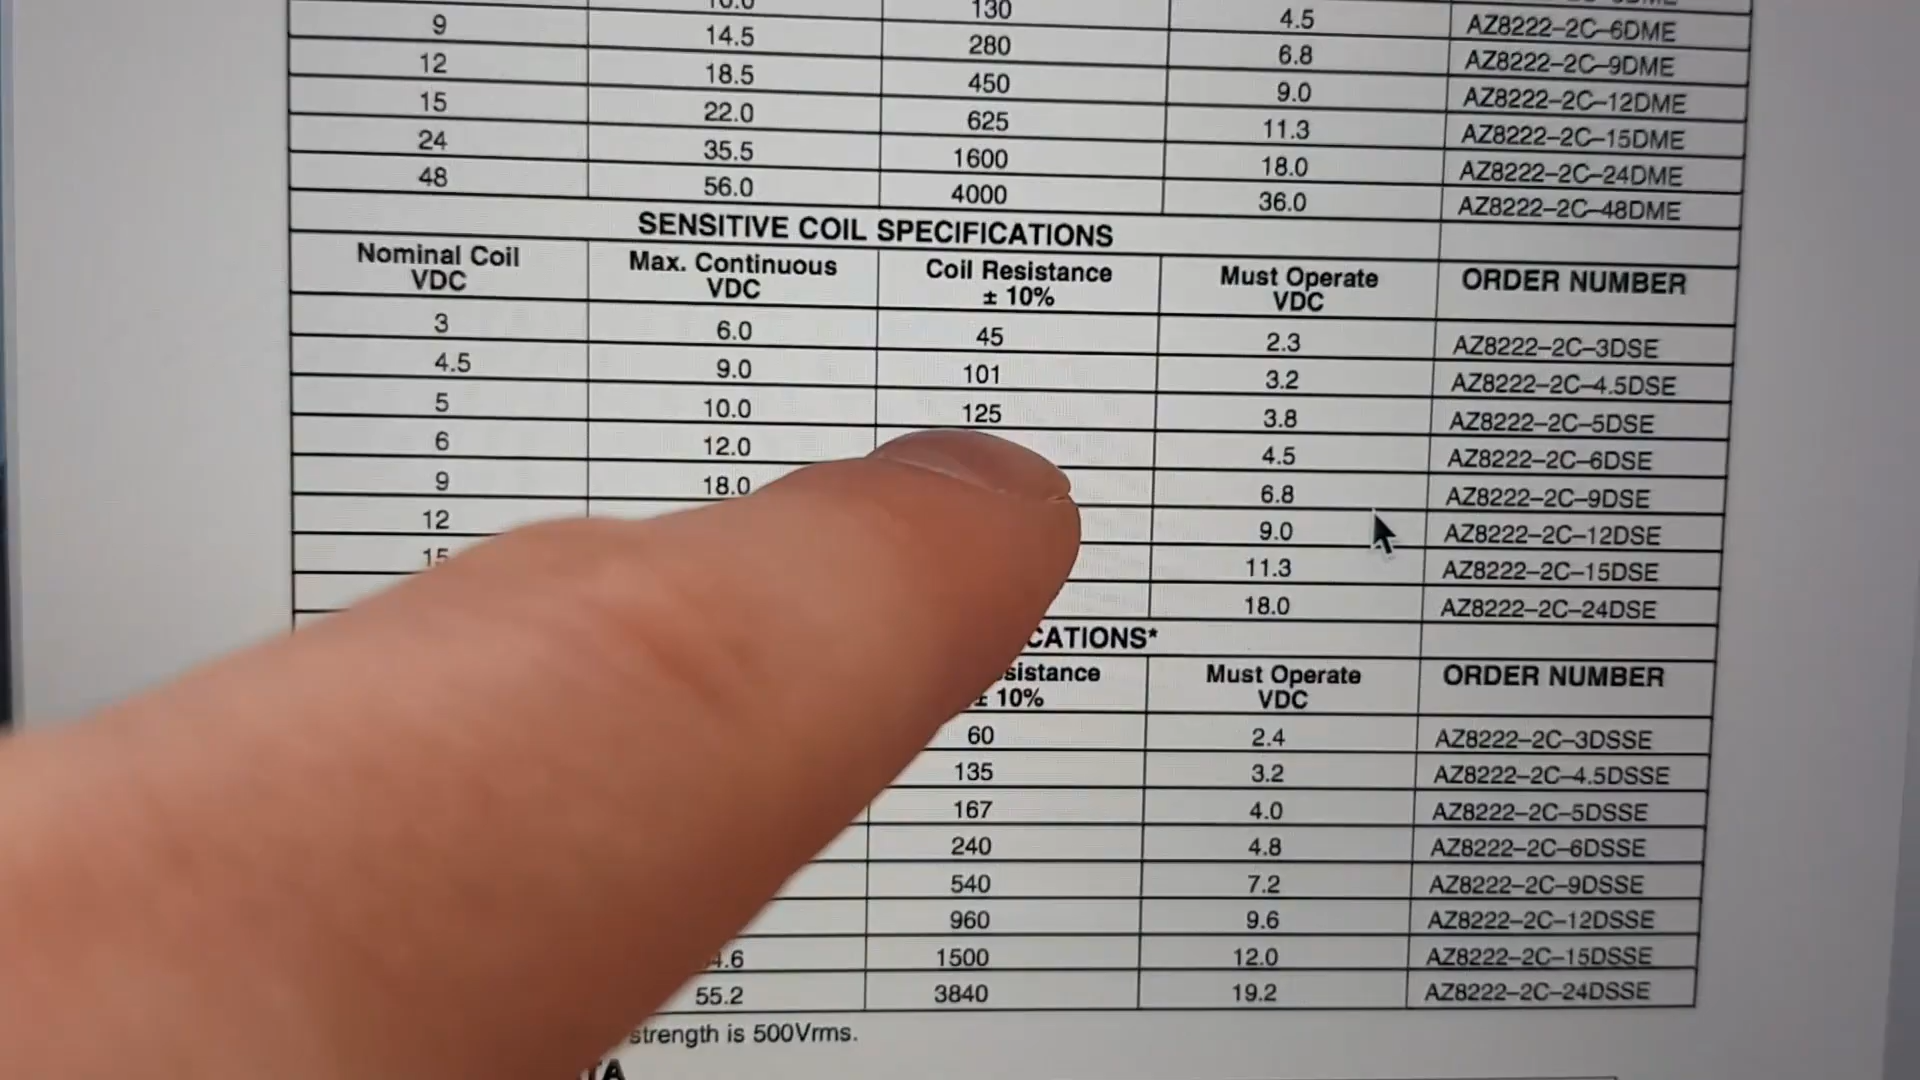 130 4.5 AZ8222-2C-6DME
9 14.5 280 6.8 AZ8222-2C-9DME
12 18.5 450 9.0 AZ8222-2C-12DME
15 22.0 625 11.3 AZ8222-2C-15DME
24 35.5 1600 18.0 AZ8222-2C-24DME
48 56.0 4000 36.0 AZ8222-2C-48DME
SENSITIVE COIL SPECIFICATIONS
Nominal Coil Max. Continuous Coil Resistance Must Operate ORDER NUMBER
VDC VDC ± 10% VDC
3 6.0 45 2.3 AZ8222-2C-3DSE
4.5 9.0 101 3.2 AZ8222-2C-4.5DSE
5 10.0 125 3.8 AZ8222-2C-5DSE
6 12.0 4.5 AZ8222-2C-6DSE
9 18.0 6.8 AZ8222-2C-9DSE
12 9.0 AZ8222-2C-12DSE
15 11.3 AZ8222-2C-15DSE
18.0 AZ8222-2C-24DSE
CATIONS*
sistance Must Operate ORDER NUMBER
± 10% VDC
60 2.4 AZ8222-2C-3DSSE
135 3.2 AZ8222-2C-4.5DSSE
167 4.0 AZ8222-2C-5DSSE
240 4.8 AZ8222-2C-6DSSE
540 7.2 AZ8222-2C-9DSSE
960 9.6 AZ8222-2C-12DSSE
4.6 1500 12.0 AZ8222-2C-15DSSE
55.2 3840 19.2 AZ8222-2C-24DSSE
strength is 500Vrms.